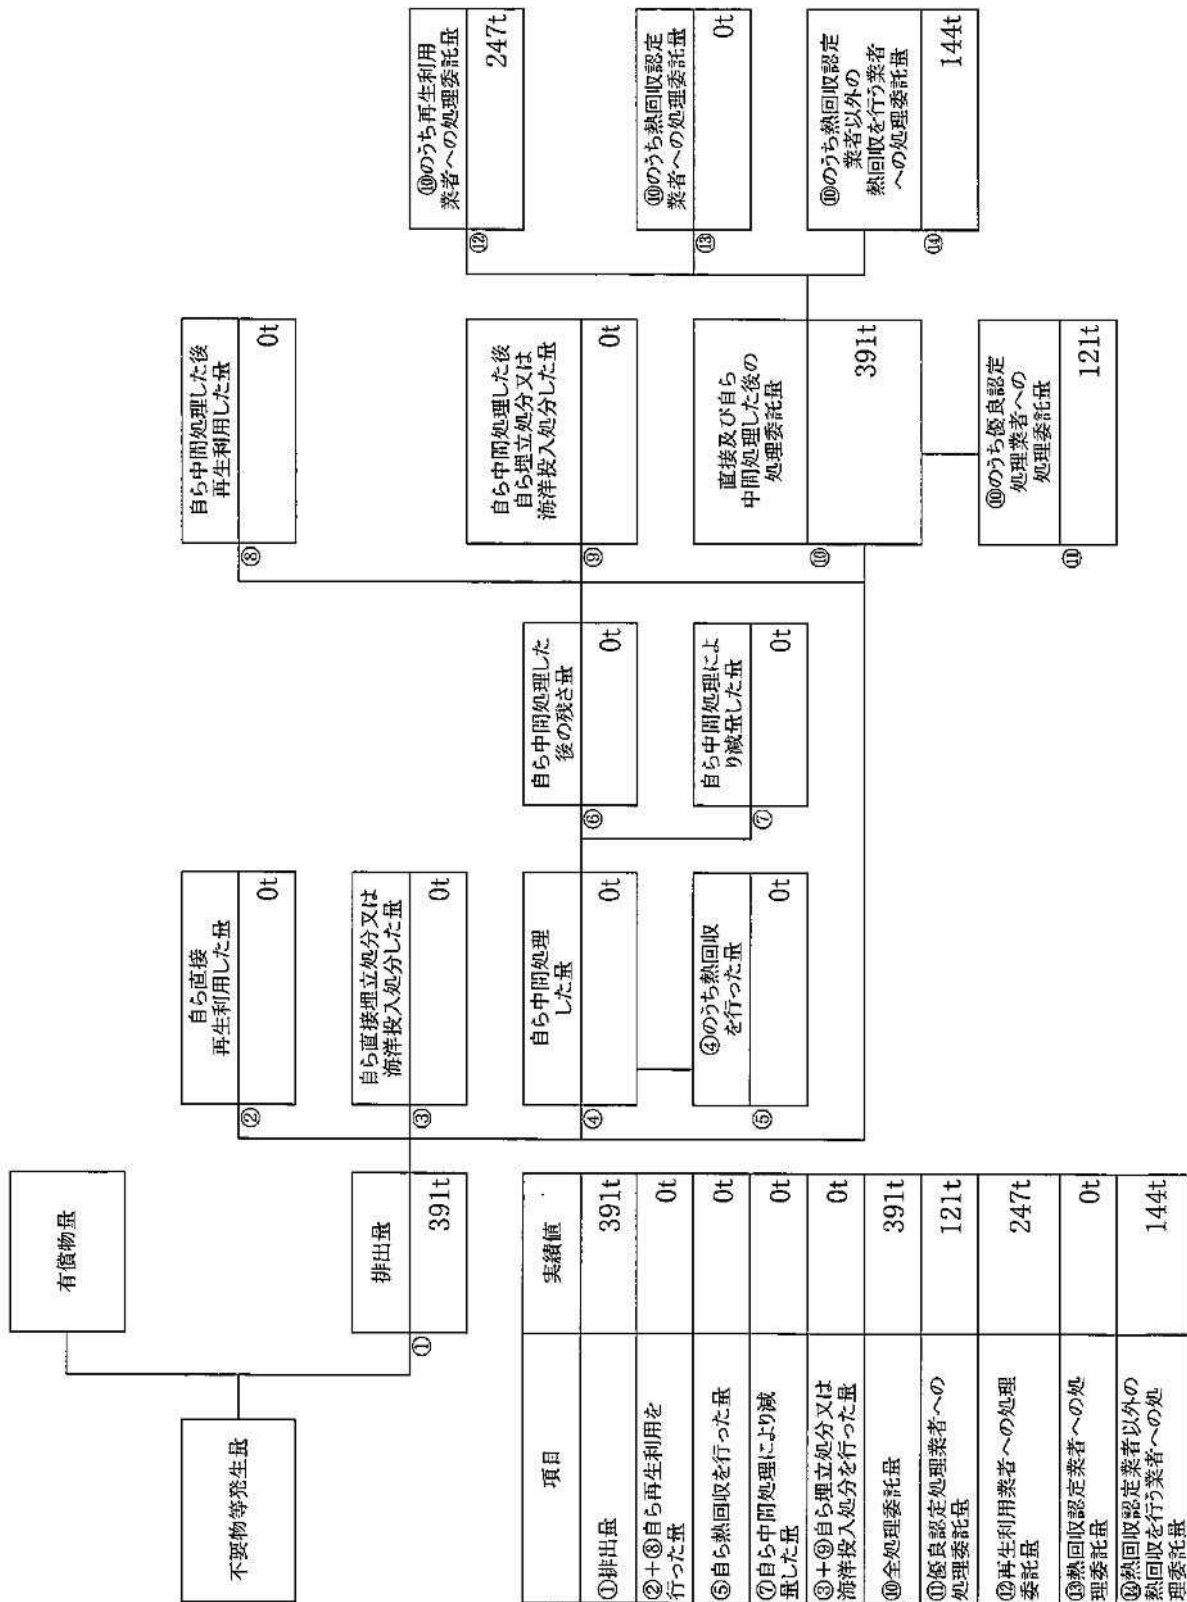 不要物等発生量
有償物量
①
排出量
391t
②
自ら直接
再生利用した量
0t
③
自ら直接埋立処分又は
海洋投入処分した量
0t
④
自ら中間処理
した量
0t
⑤
④のうち熱回収
を行った量
0t
⑥
自ら中間処理した
後の残さ量
0t
⑦
自ら中間処理によ
り減量した量
0t
⑧
自ら中間処理した後
再生利用した量
0t
⑨
自ら中間処理した後
自ら埋立処分又は
海洋投入処分した量
0t
⑩
直接及び自ら
中間処理した後の
処理委託量
391t
⑪
⑩のうち優良認定
処理業者への
処理委託量
121t
⑫
⑩のうち再生利用
業者への処理委託量
247t
⑬
⑩のうち熱回収認定
業者への処理委託量
0t
⑭
⑩のうち熱回収認定
業者以外の
熱回収を行う業者
への処理委託量
144t
項目
実績値
①排出量
391t
②+⑧自ら再生利用を
行った量
0t
⑤自ら熱回収を行った量
0t
⑦自ら中間処理により減
量した量
0t
③+⑨自ら埋立処分又は
海洋投入処分を行った量
0t
⑩全処理委託量
391t
⑪優良認定処理業者への
処理委託量
121t
⑫再生利用業者への処理
委託量
247t
⑬熱回収認定業者への処
理委託量
0t
⑭熱回収認定業者以外の
熱回収を行う業者への処
理委託量
144t